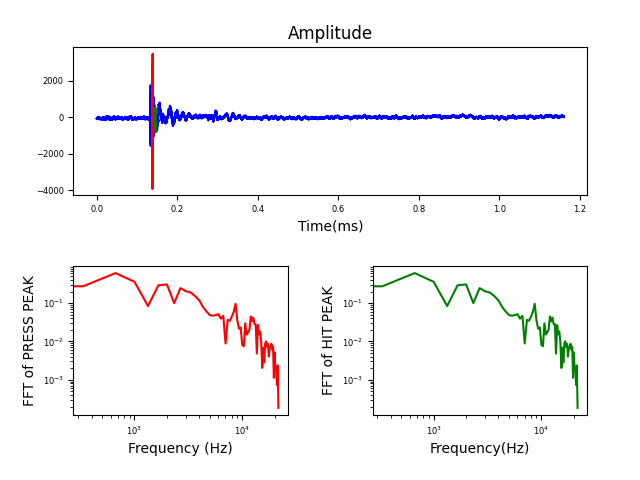 Amplitude
2000
0
−2000
−4000
0.0 0.2 0.4 0.6 0.8 1.0 1.2
Time(ms)
FFT of PRESS PEAK
10⁻¹
10⁻²
10⁻³
10³ 10⁴
Frequency (Hz)
FFT of HIT PEAK
10⁻¹
10⁻²
10⁻³
10³ 10⁴
Frequency(Hz)